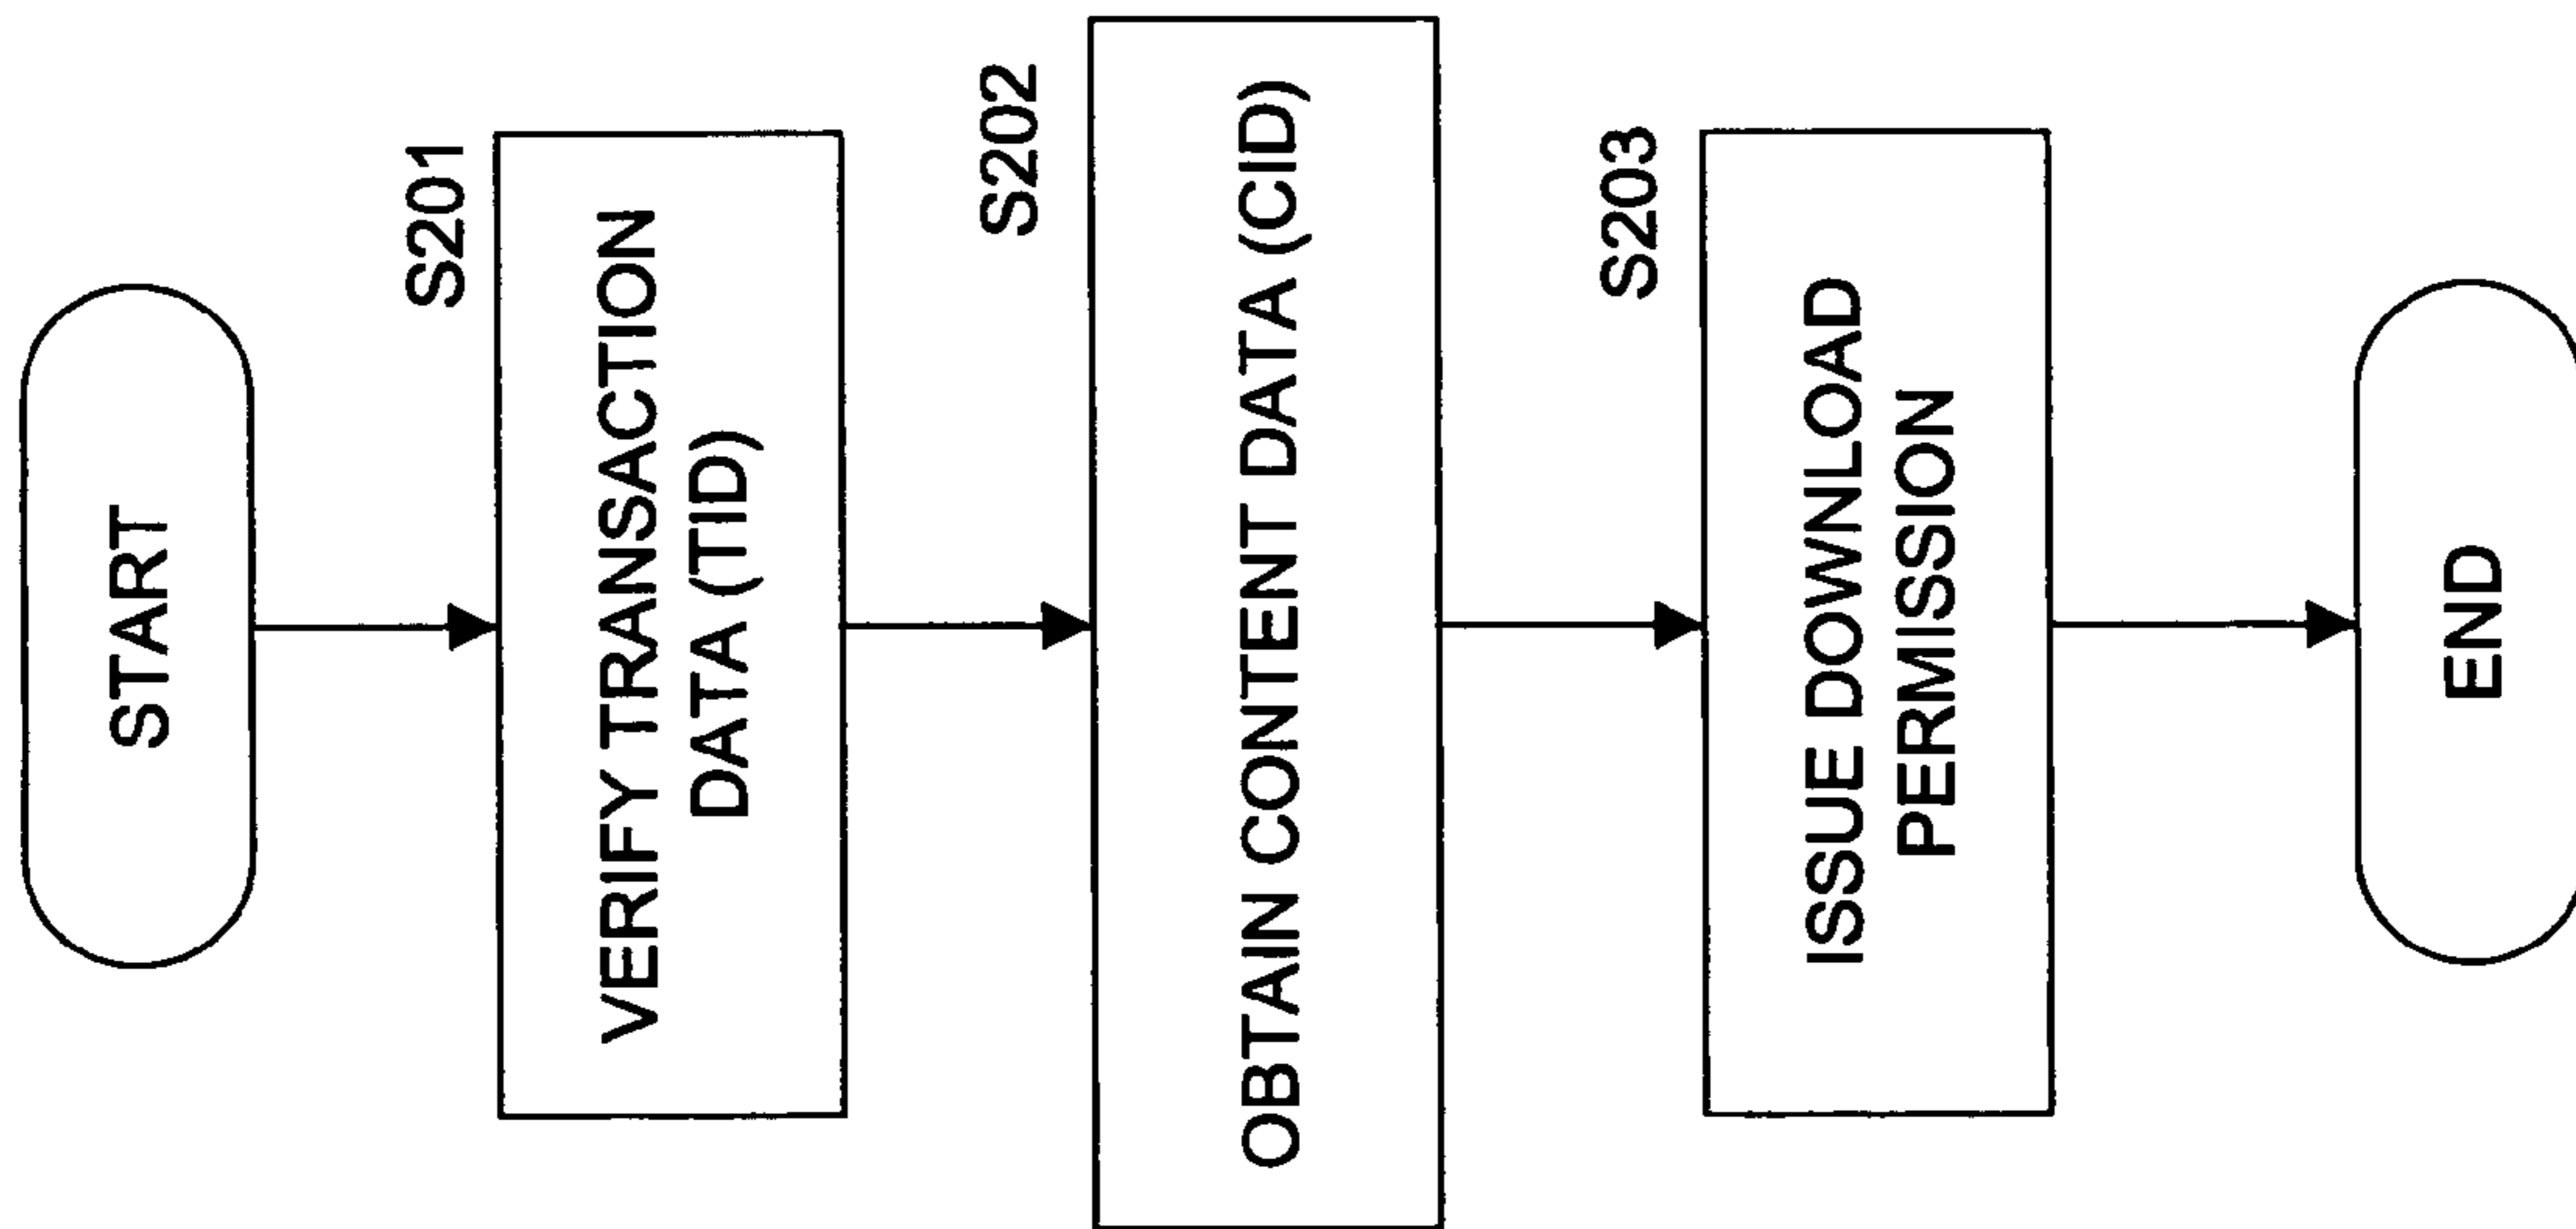 START
S201
VERIFY TRANSACTION
DATA (TID)
S202
OBTAIN CONTENT DATA (CID)
S203
ISSUE DOWNLOAD
PERMISSION
END